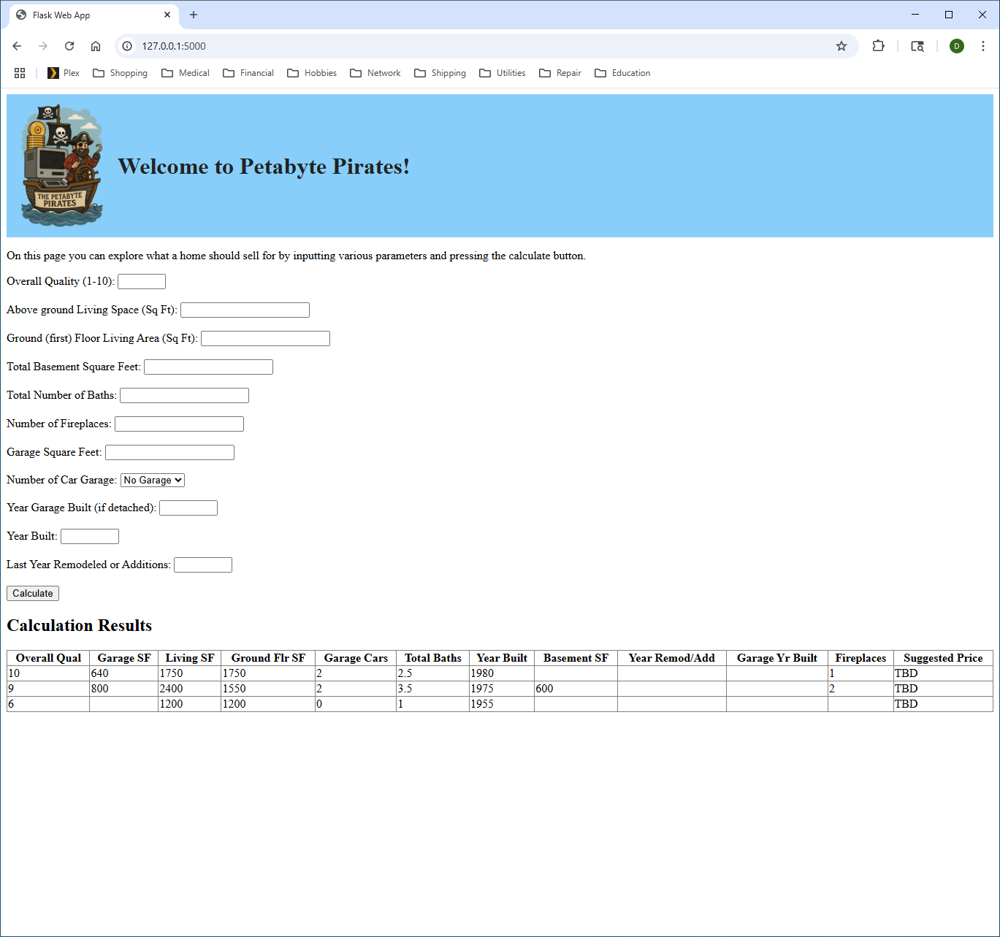 Flask Web App
127.0.0.1:5000
D
Plex Shopping Medical Financial Hobbies Network Shipping Utilities Repair Education
THE PETABYTE
PIRATES
Welcome to Petabyte Pirates!
On this page you can explore what a home should sell for by inputting various parameters and pressing the calculate button.
Overall Quality (1-10):
Above ground Living Space (Sq Ft):
Ground (first) Floor Living Area (Sq Ft):
Total Basement Square Feet:
Total Number of Baths:
Number of Fireplaces:
Garage Square Feet:
Number of Car Garage: No Garage
Year Garage Built (if detached):
Year Built:
Last Year Remodeled or Additions:
Calculate
Calculation Results
Overall Qual Garage SF Living SF Ground Flr SF Garage Cars Total Baths Year Built Basement SF Year Remod/Add Garage Yr Built Fireplaces Suggested Price
10 640 1750 1750 2 2.5 1980 1 TBD
9 800 2400 1550 2 3.5 1975 600 2 TBD
6 1200 1200 0 1 1955 TBD